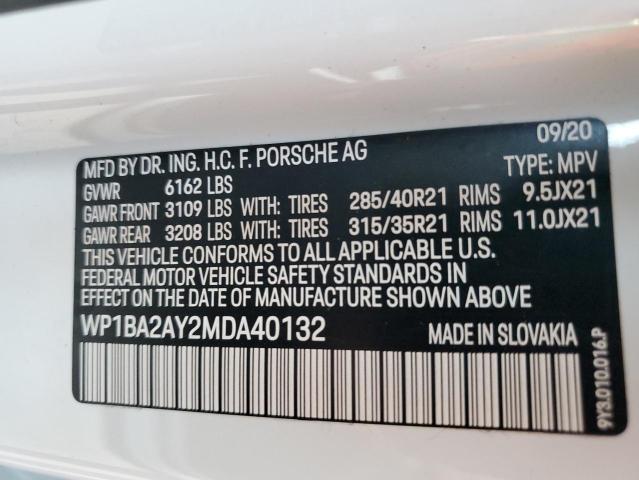 09/20
MFD BY DR. ING. H.C. F. PORSCHE AG
TYPE: MPV
GVWR 6162 LBS
GAWR FRONT 3109 LBS WITH: TIRES 285/40R21 RIMS 9.5JX21
GAWR REAR 3208 LBS WITH: TIRES 315/35R21 RIMS 11.0JX21
THIS VEHICLE CONFORMS TO ALL APPLICABLE U.S.
FEDERAL MOTOR VEHICLE SAFETY STANDARDS IN
EFFECT ON THE DATE OF MANUFACTURE SHOWN ABOVE
WP1BA2AY2MDA40132 MADE IN SLOVAKIA
9Y3.010.016.P